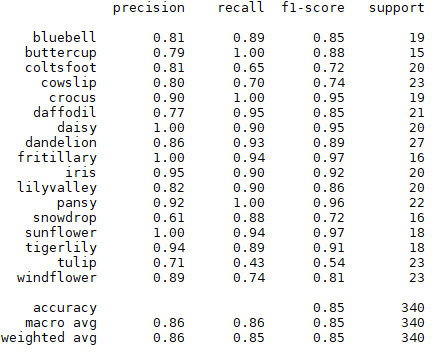 precision recall f1-score support
bluebell 0.81 0.89 0.85 19
buttercup 0.79 1.00 0.88 15
coltsfoot 0.81 0.65 0.72 20
cowslip 0.80 0.70 0.74 23
crocus 0.90 1.00 0.95 19
daffodil 0.77 0.95 0.85 21
daisy 1.00 0.90 0.95 20
dandelion 0.86 0.93 0.89 27
fritillary 1.00 0.94 0.97 16
iris 0.95 0.90 0.92 20
lilyvalley 0.82 0.90 0.86 20
pansy 0.92 1.00 0.96 22
snowdrop 0.61 0.88 0.72 16
sunflower 1.00 0.94 0.97 18
tigerlily 0.94 0.89 0.91 18
tulip 0.71 0.43 0.54 23
windflower 0.89 0.74 0.81 23
accuracy 0.85 340
macro avg 0.86 0.86 0.85 340
weighted avg 0.86 0.85 0.85 340